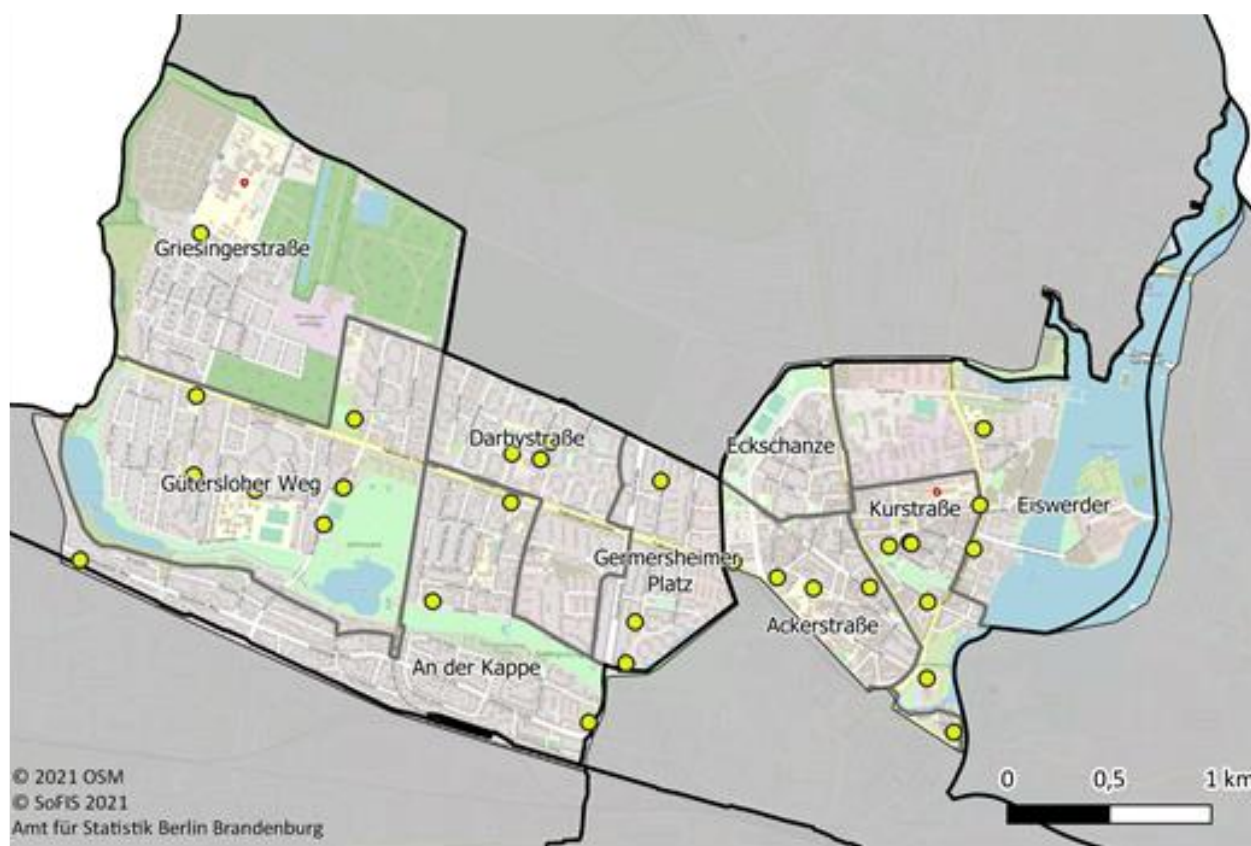 Griesingerstraße
Darbystraße
Eckschanze
Gütersloher Weg
Kurstraße
Eiswerder
Germersheimer
Platz
Ackerstraße
An der Kappe
© 2021 OSM
© SoFIS 2021
Amt für Statistik Berlin Brandenburg
0 0,5 1 km